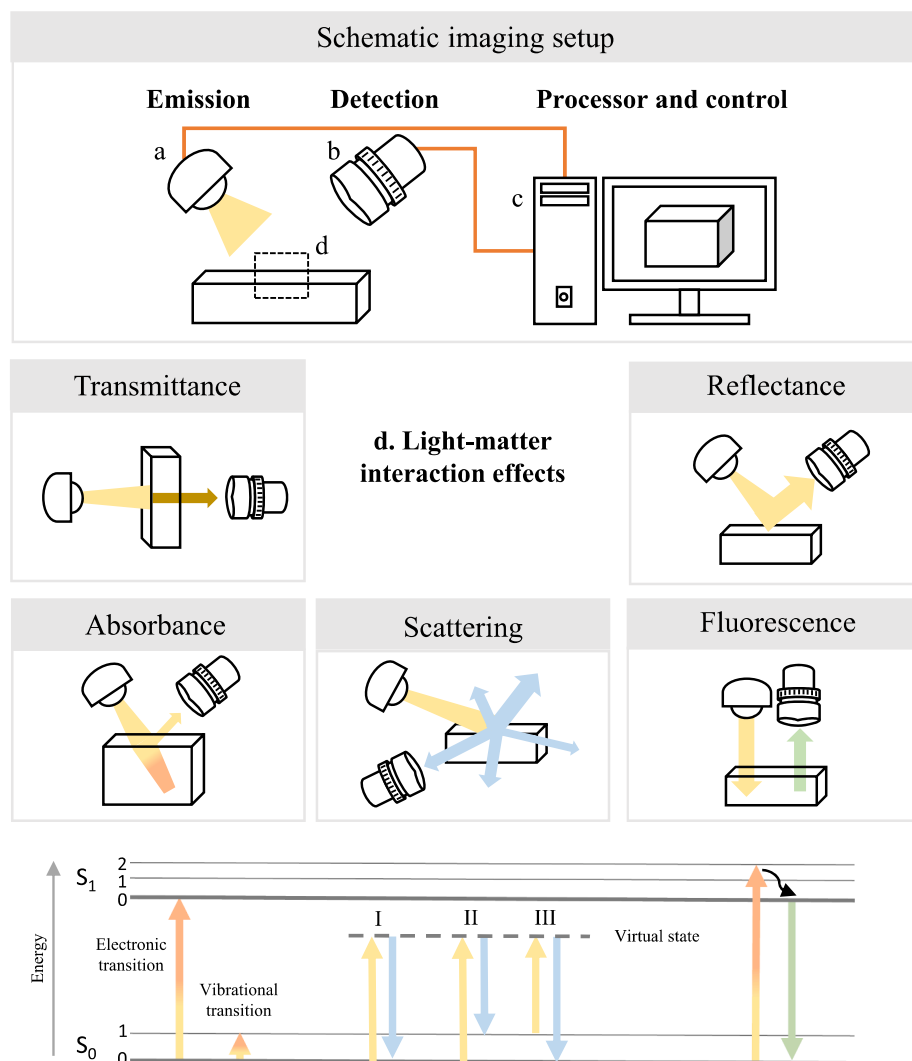 Schematic imaging setup
Emission
Detection
Processor and control
a
b
c
d
Transmittance
d. Light-matter
interaction effects
Reflectance
Absorbance
Scattering
Fluorescence
Energy
S1
2
1
0
Electronic
transition
Vibrational
transition
I
II
III
Virtual state
S0
1
0